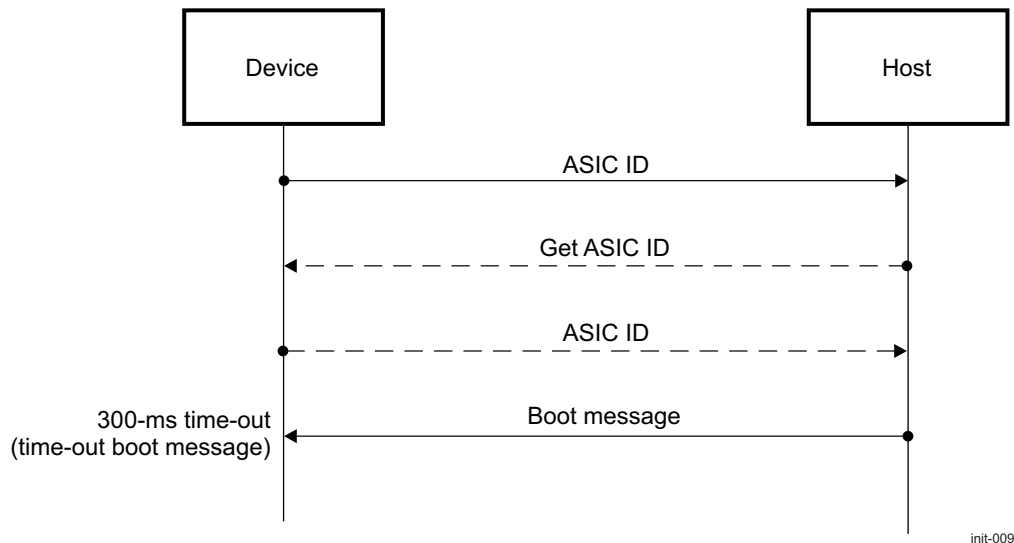 Device
Host
ASIC ID
Get ASIC ID
ASIC ID
300-ms time-out
(time-out boot message)
Boot message
init-009